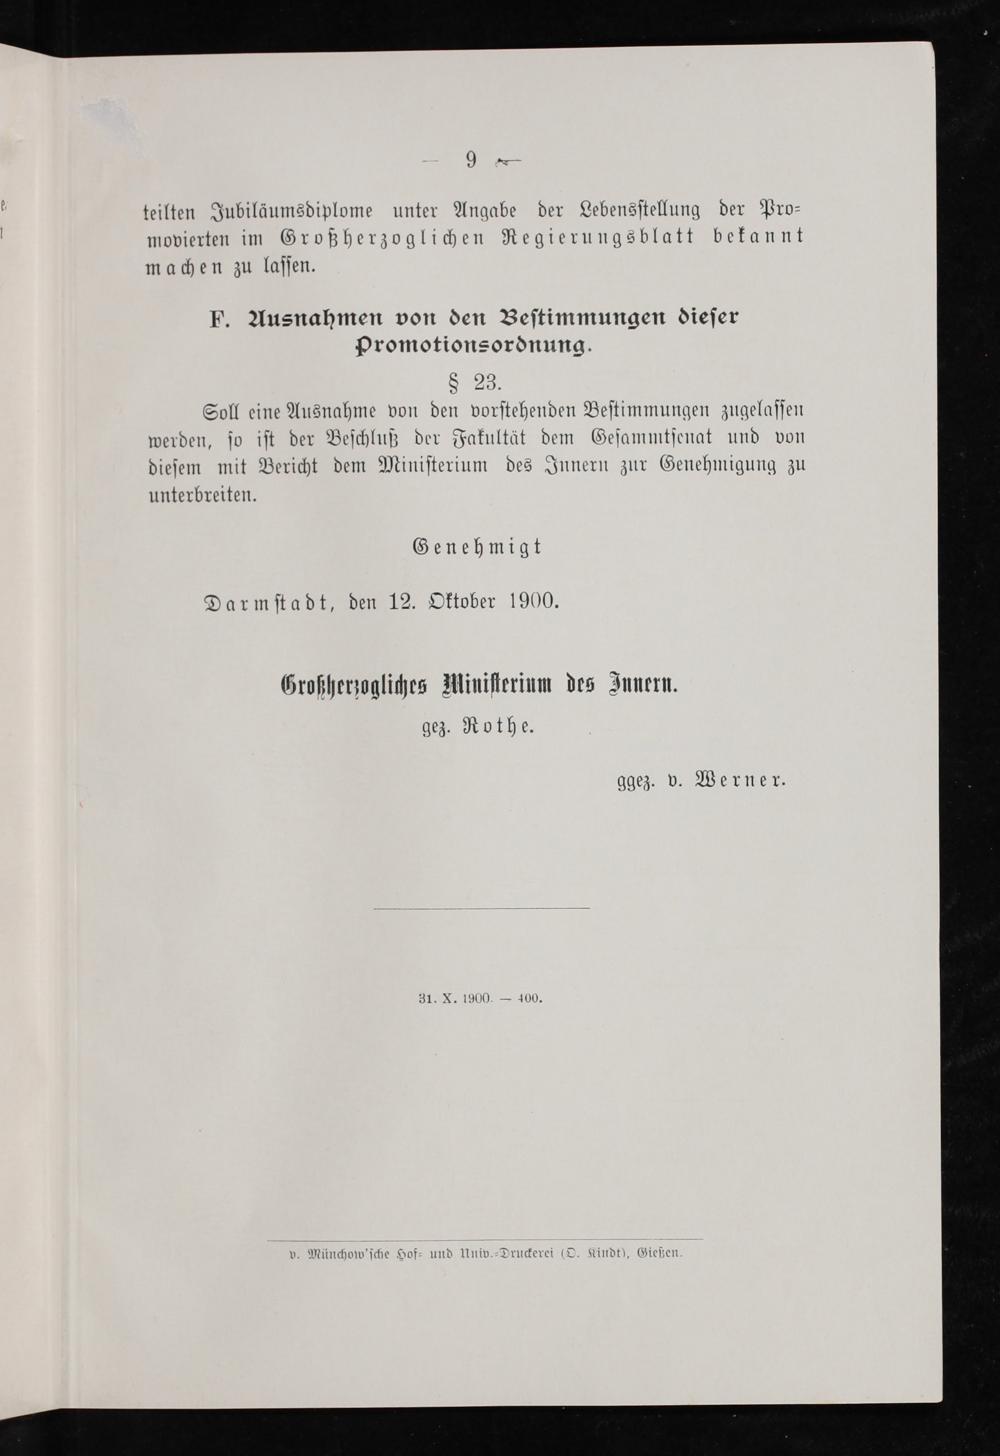 — 9 —
teilten Jubiläumsdiplome unter Angabe der Lebensstellung der Pro-
movierten im Großherzoglichen Regierungsblatt bekannt
machen zu lassen.
F. Ausnahmen von den Bestimmungen dieser
Promotionsordnung.
§ 23.
Soll eine Ausnahme von den vorstehenden Bestimmungen zugelassen
werden, so ist der Beschluß der Fakultät dem Gesammtsenat und von
diesem mit Bericht dem Ministerium des Innern zur Genehmigung zu
unterbreiten.
Genehmigt
Darmstadt, den 12. Oktober 1900.
Großherzogliches Ministerium des Innern.
gez. Rothe.
ggez. v. Werner.
31. X. 1900. — 400.
v. Münchow'sche Hof- und Univ.-Druckerei (O. Kindt), Gießen.